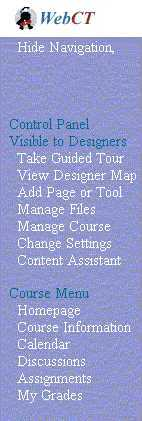 WebCT
Hide Navigation,
Control Panel
Visible to Designers
Take Guided Tour
View Designer Map
Add Page or Tool
Manage Files
Manage Course
Change Settings
Content Assistant
Course Menu
Homepage
Course Information
Calendar
Discussions
Assignments
My Grades